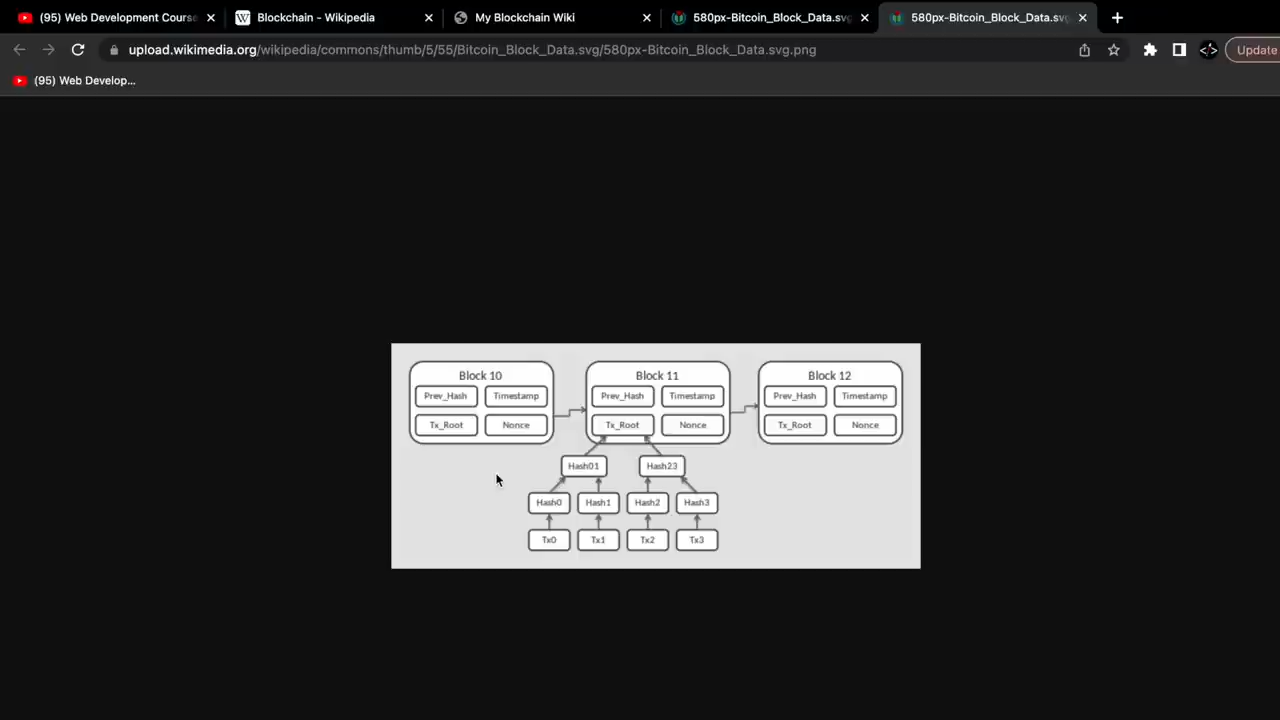 (95) Web Development Course
Blockchain - Wikipedia
My Blockchain Wiki
580px-Bitcoin_Block_Data.svg
580px-Bitcoin_Block_Data.svg
upload.wikimedia.org/wikipedia/commons/thumb/5/55/Bitcoin_Block_Data.svg/580px-Bitcoin_Block_Data.svg.png
Update
(95) Web Develop...
Block 10
Prev_Hash Timestamp
Tx_Root Nonce
Block 11
Prev_Hash Timestamp
Tx_Root Nonce
Block 12
Prev_Hash Timestamp
Tx_Root Nonce
Hash01 Hash23
Hash0 Hash1 Hash2 Hash3
Tx0 Tx1 Tx2 Tx3